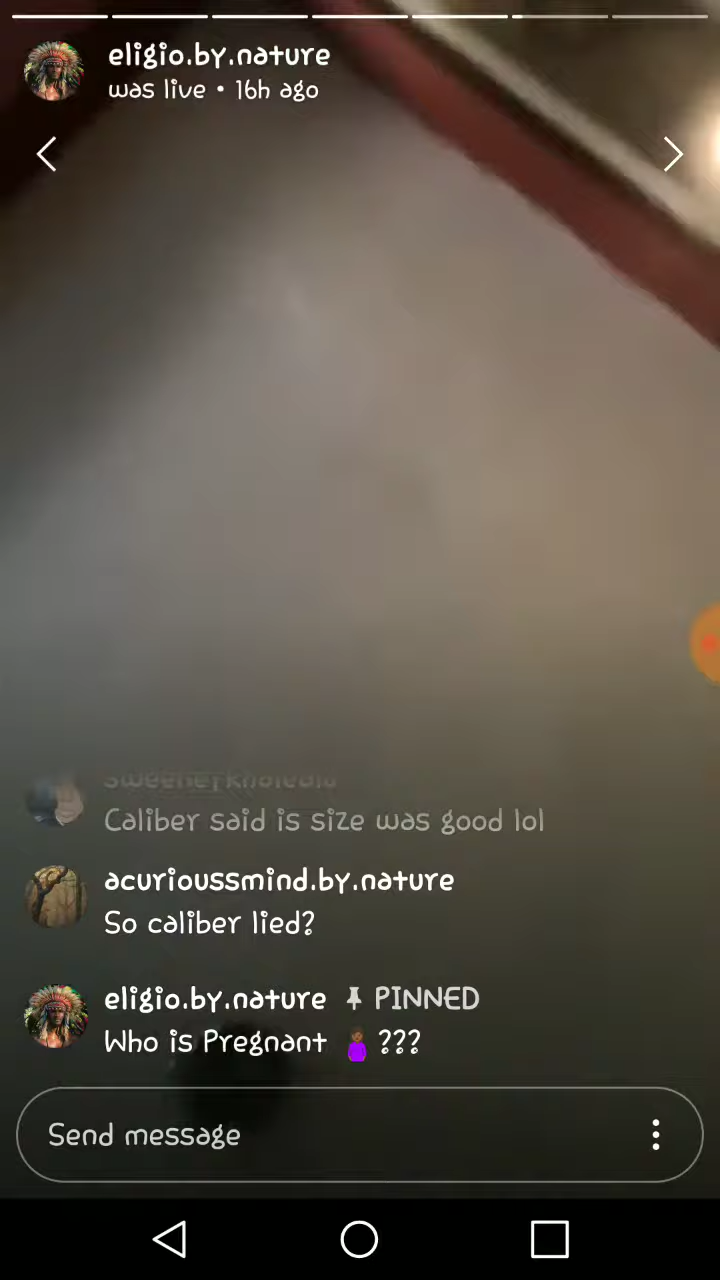 eligio.by.nature
was live • 16h ago
Caliber said is size was good lol
acurioussmind.by.nature
So caliber lied?
eligio.by.nature PINNED
Who is Pregnant 🤰🏾???
Send message